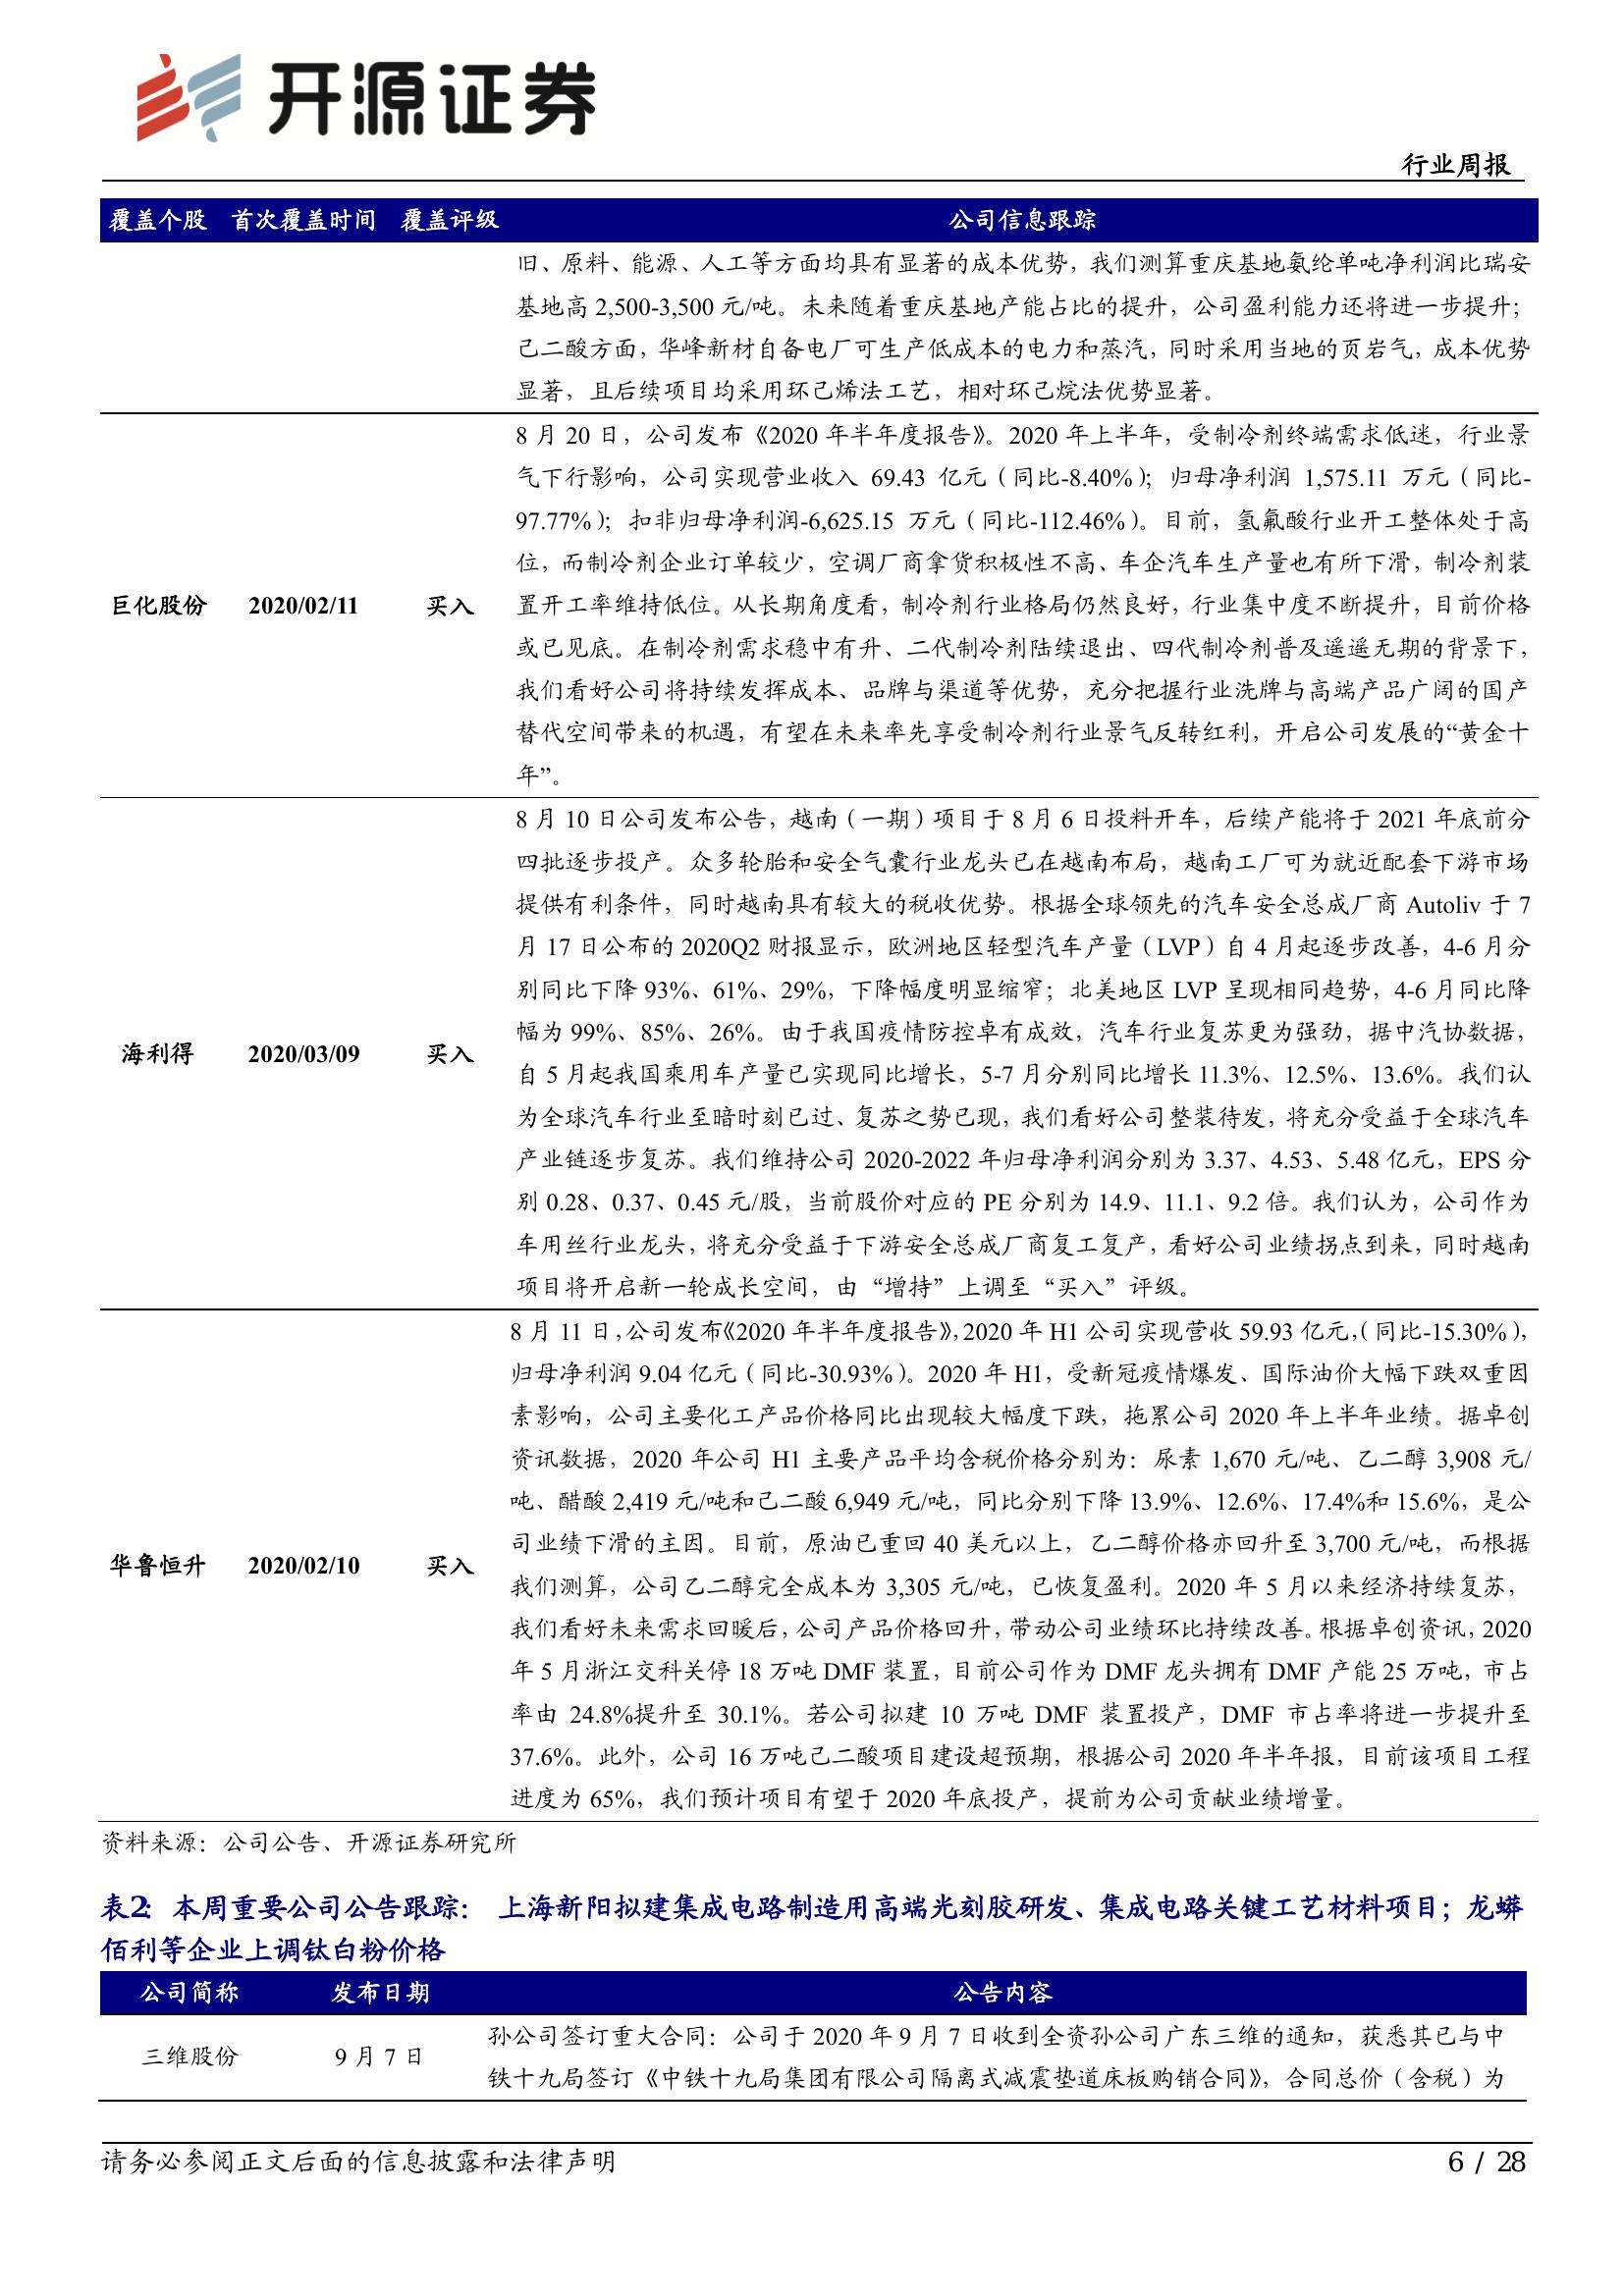 开源证券
行业周报
覆盖个股 首次覆盖时间 覆盖评级 公司信息跟踪
旧、原料、能源、人工等方面均具有显著的成本优势，我们测算重庆基地氨纶单吨净利润比瑞安
基地高 2,500-3,500 元/吨。未来随着重庆基地产能占比的提升，公司盈利能力还将进一步提升；
己二酸方面，华峰新材自备电厂可生产低成本的电力和蒸汽，同时采用当地的页岩气，成本优势
显著，且后续项目均采用环己烯法工艺，相对环己烷法优势显著。
巨化股份 2020/02/11 买入
8 月 20 日，公司发布《2020 年半年度报告》。2020 年上半年，受制冷剂终端需求低迷，行业景
气下行影响，公司实现营业收入 69.43 亿元（同比-8.40%）；归母净利润 1,575.11 万元（同比-
97.77%）；扣非归母净利润-6,625.15 万元（同比-112.46%）。目前，氢氟酸行业开工整体处于高
位，而制冷剂企业订单较少，空调厂商拿货积极性不高、车企汽车生产量也有所下滑，制冷剂装
置开工率维持低位。从长期角度看，制冷剂行业格局仍然良好，行业集中度不断提升，目前价格
或已见底。在制冷剂需求稳中有升、二代制冷剂陆续退出、四代制冷剂普及遥遥无期的背景下，
我们看好公司将持续发挥成本、品牌与渠道等优势，充分把握行业洗牌与高端产品广阔的国产
替代空间带来的机遇，有望在未来率先享受制冷剂行业景气反转红利，开启公司发展的“黄金十
年”。
海利得 2020/03/09 买入
8 月 10 日公司发布公告，越南（一期）项目于 8 月 6 日投料开车，后续产能将于 2021 年底前分
四批逐步投产。众多轮胎和安全气囊行业龙头已在越南布局，越南工厂可为就近配套下游市场
提供有利条件，同时越南具有较大的税收优势。根据全球领先的汽车安全总成厂商 Autoliv 于 7
月 17 日公布的 2020Q2 财报显示，欧洲地区轻型汽车产量（LVP）自 4 月起逐步改善，4-6 月分
别同比下降 93%、61%、29%，下降幅度明显缩窄；北美地区 LVP 呈现相同趋势，4-6 月同比降
幅为 99%、85%、26%。由于我国疫情防控卓有成效，汽车行业复苏更为强劲，据中汽协数据，
自 5 月起我国乘用车产量已实现同比增长，5-7 月分别同比增长 11.3%、12.5%、13.6%。我们认
为全球汽车行业至暗时刻已过、复苏之势已现，我们看好公司整装待发，将充分受益于全球汽车
产业链逐步复苏。我们维持公司 2020-2022 年归母净利润分别为 3.37、4.53、5.48 亿元，EPS 分
别 0.28、0.37、0.45 元/股，当前股价对应的 PE 分别为 14.9、11.1、9.2 倍。我们认为，公司作为
车用丝行业龙头，将充分受益于下游安全总成厂商复工复产，看好公司业绩拐点到来，同时越南
项目将开启新一轮成长空间，由“增持”上调至“买入”评级。
华鲁恒升 2020/02/10 买入
8 月 11 日，公司发布《2020 年半年度报告》，2020 年 H1 公司实现营收 59.93 亿元，（同比-15.30%），
归母净利润 9.04 亿元（同比-30.93%）。2020 年 H1，受新冠疫情爆发、国际油价大幅下跌双重因
素影响，公司主要化工产品价格同比出现较大幅度下跌，拖累公司 2020 年上半年业绩。据卓创
资讯数据，2020 年公司 H1 主要产品平均含税价格分别为：尿素 1,670 元/吨、乙二醇 3,908 元/
吨、醋酸 2,419 元/吨和己二酸 6,949 元/吨，同比分别下降 13.9%、12.6%、17.4%和 15.6%，是公
司业绩下滑的主因。目前，原油已重回 40 美元以上，乙二醇价格亦回升至 3,700 元/吨，而根据
我们测算，公司乙二醇完全成本为 3,305 元/吨，已恢复盈利。2020 年 5 月以来经济持续复苏，
我们看好未来需求回暖后，公司产品价格回升，带动公司业绩环比持续改善。根据卓创资讯，2020
年 5 月浙江交科关停 18 万吨 DMF 装置，目前公司作为 DMF 龙头拥有 DMF 产能 25 万吨，市占
率由 24.8%提升至 30.1%。若公司拟建 10 万吨 DMF 装置投产，DMF 市占率将进一步提升至
37.6%。此外，公司 16 万吨己二酸项目建设超预期，根据公司 2020 年半年报，目前该项目工程
进度为 65%，我们预计项目有望于 2020 年底投产，提前为公司贡献业绩增量。
资料来源：公司公告、开源证券研究所
表2： 本周重要公司公告跟踪： 上海新阳拟建集成电路制造用高端光刻胶研发、集成电路关键工艺材料项目；龙蟒
佰利等企业上调钛白粉价格
公司简称 发布日期 公告内容
三维股份 9 月 7 日
孙公司签订重大合同：公司于 2020 年 9 月 7 日收到全资孙公司广东三维的通知，获悉其已与中
铁十九局签订《中铁十九局集团有限公司隔离式减震垫道床板购销合同》，合同总价（含税）为
请务必参阅正文后面的信息披露和法律声明 6 / 28